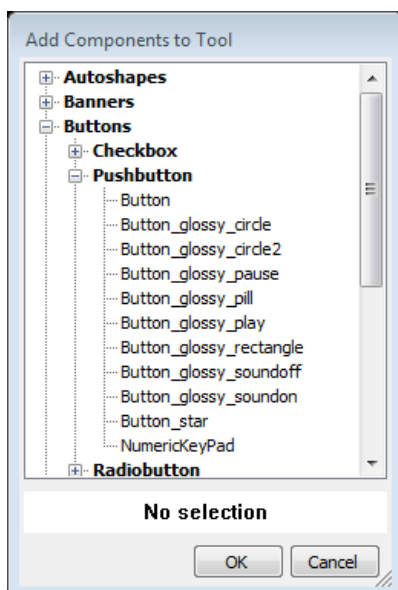 Add Components to Tool
Autoshapes
Banners
Buttons
Checkbox
Pushbutton
Button
Button_glossy_circle
Button_glossy_circle2
Button_glossy_pause
Button_glossy_pill
Button_glossy_play
Button_glossy_rectangle
Button_glossy_soundoff
Button_glossy_soundon
Button_star
NumericKeyPad
Radiobutton
No selection
OK Cancel